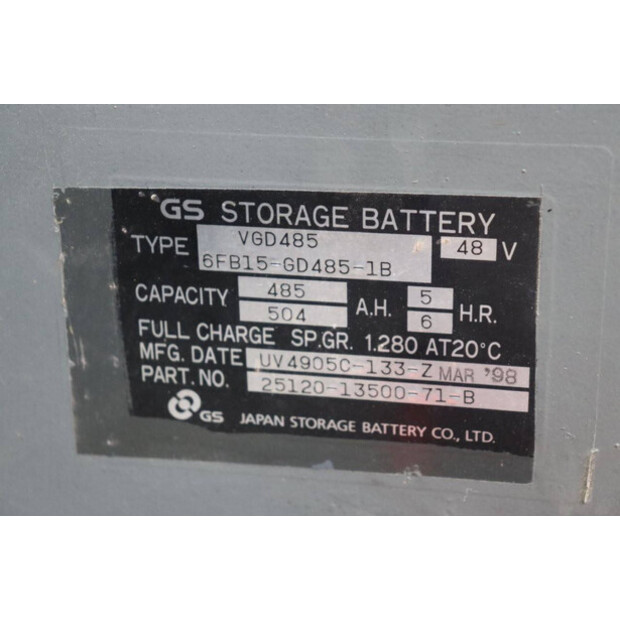 GS STORAGE BATTERY
TYPE VGD485 48 V
6FB15-GD485-1B
CAPACITY 485 A.H. 5 H.R.
504 6
FULL CHARGE SP.GR. 1.280 AT20°C
MFG. DATE UV4905C-133-Z MAR '98
PART.NO. 25120-13500-71-B
GS JAPAN STORAGE BATTERY CO., LTD.